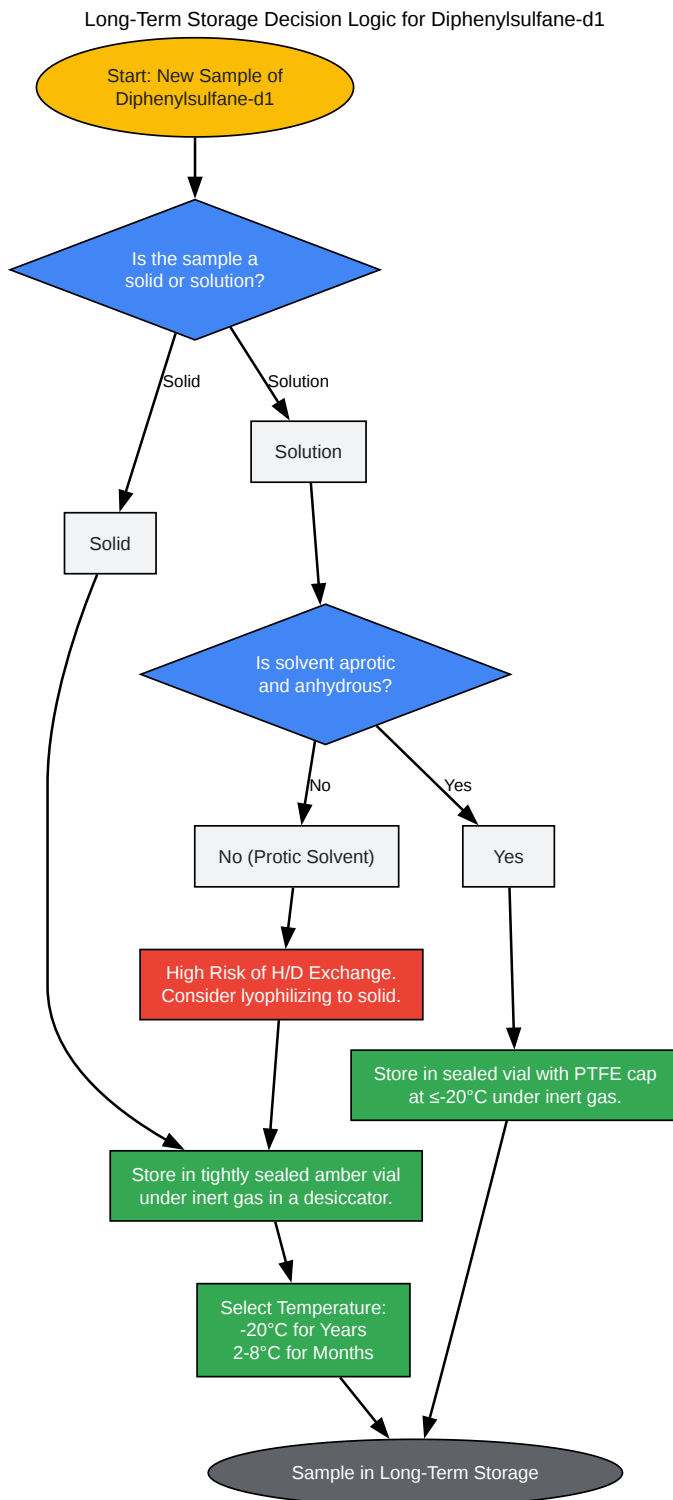 Long-Term Storage Decision Logic for Diphenylsulfane-d1
Start: New Sample of
Diphenylsulfane-d1
Is the sample a
solid or solution?
Solid
Solution
Solution
Solid
Is solvent aprotic
and anhydrous?
No
Yes
No (Protic Solvent)
Yes
High Risk of H/D Exchange.
Consider lyophilizing to solid.
Store in sealed vial with PTFE cap
at ≤-20°C under inert gas.
Store in tightly sealed amber vial
under inert gas in a desiccator.
Select Temperature:
-20°C for Years
2-8°C for Months
Sample in Long-Term Storage